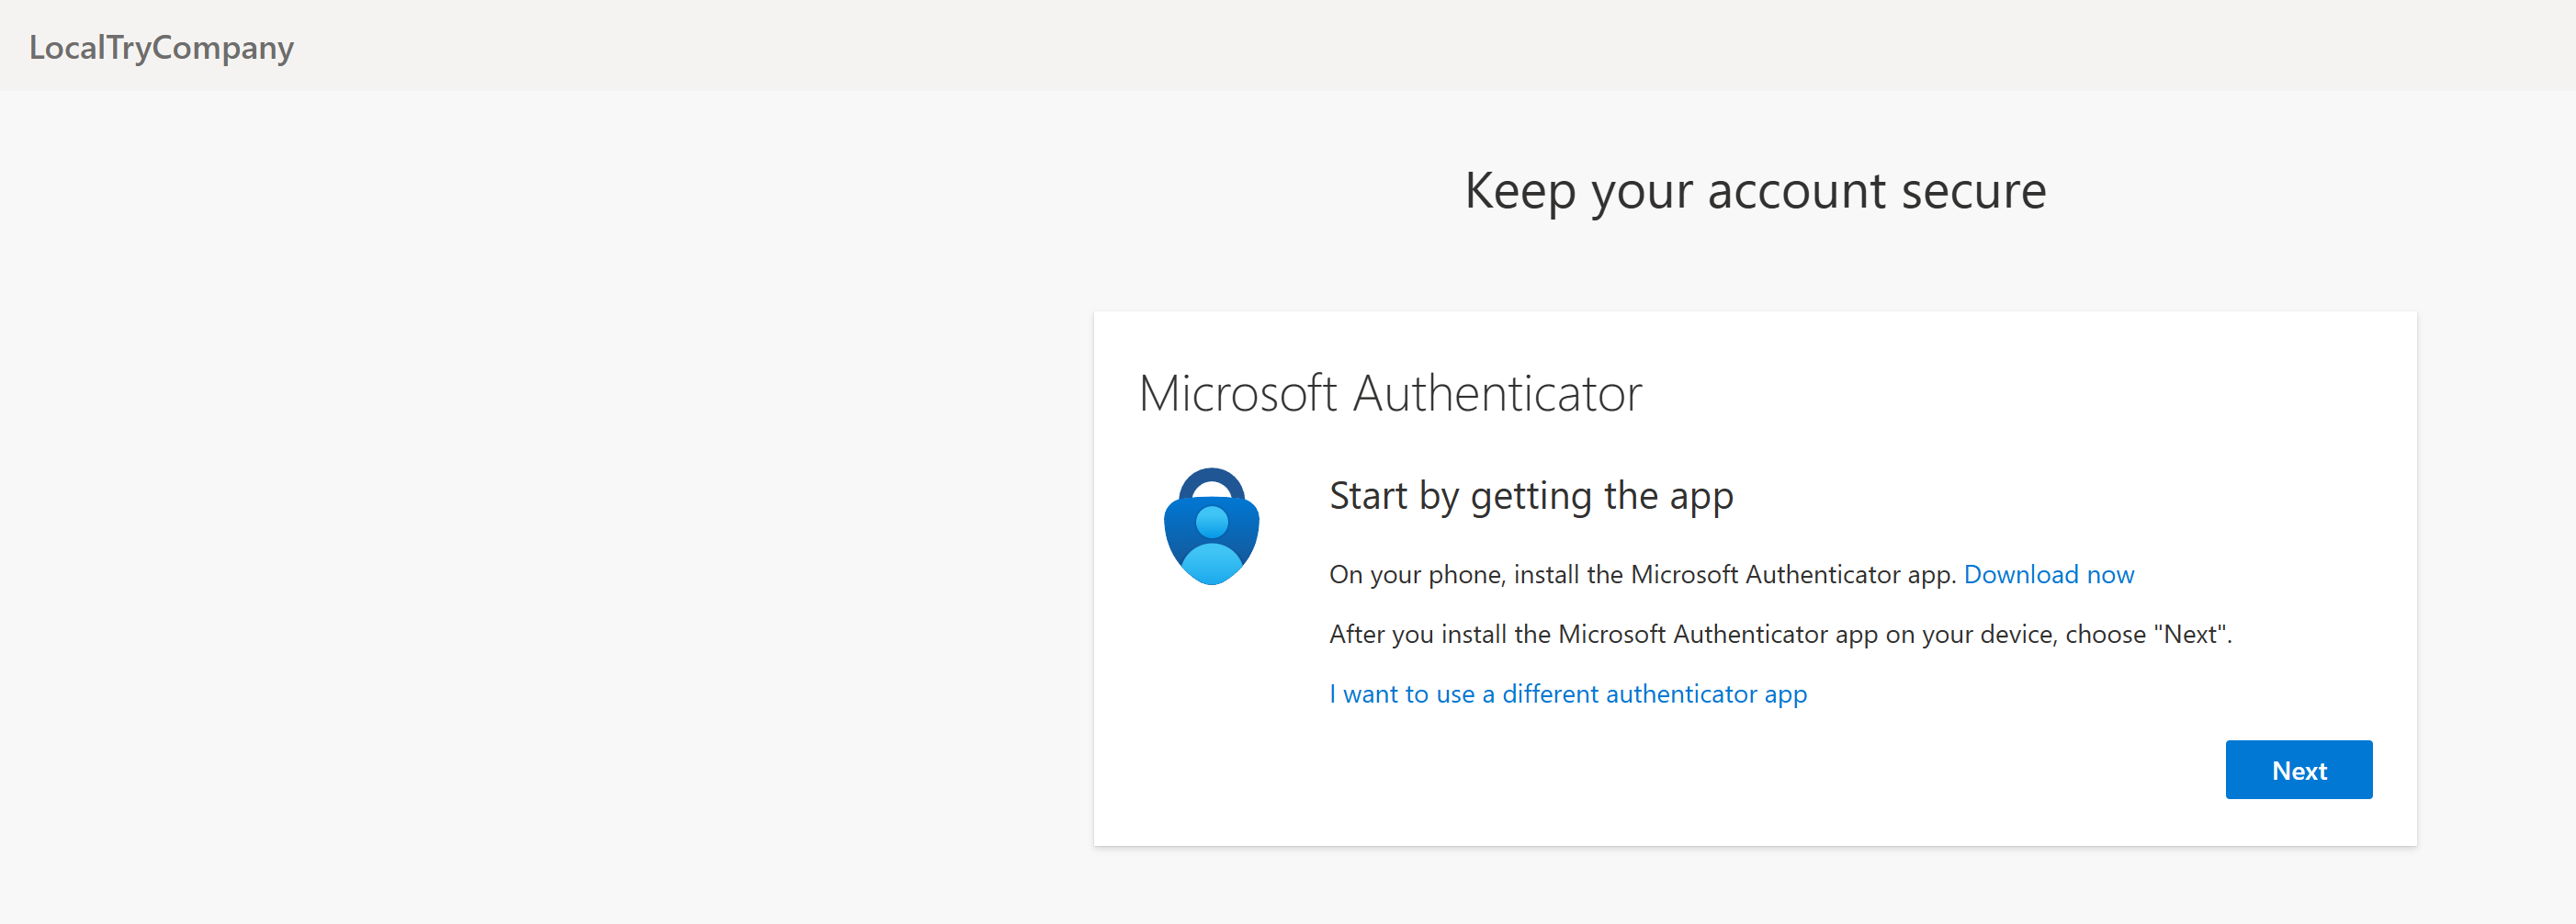 LocalTryCompany
Keep your account secure
Microsoft Authenticator
Start by getting the app
On your phone, install the Microsoft Authenticator app. Download now
After you install the Microsoft Authenticator app on your device, choose "Next".
I want to use a different authenticator app
Next